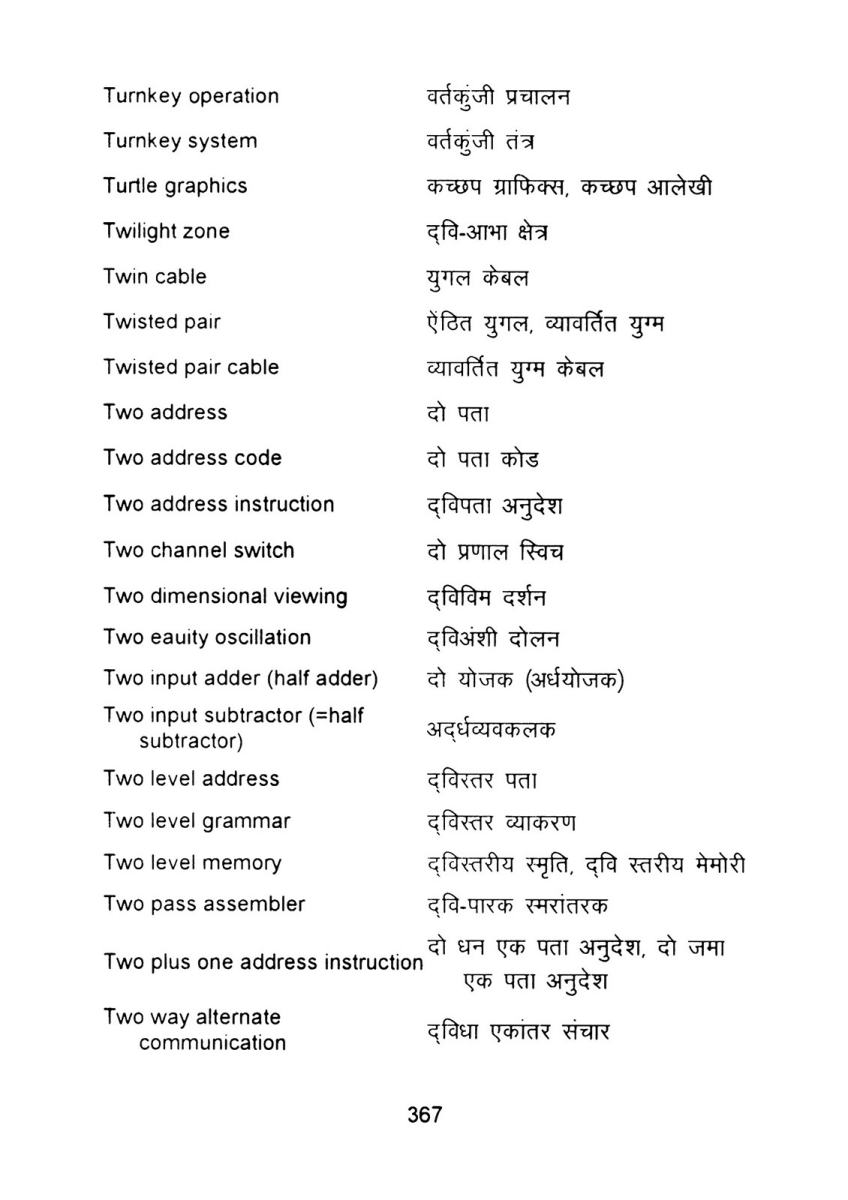 Turnkey operation वर्तकुंजी प्रचालन
Turnkey system वर्तकुंजी तंत्र
Turtle graphics कच्छप ग्राफिक्स, कच्छप आलेखी
Twilight zone द्‌वि-आभा क्षेत्र
Twin cable युगल केबल
Twisted pair ऐंठित युगल, व्यावर्तित युग्म
Twisted pair cable व्यावर्तित युग्म केबल
Two address दो पता
Two address code दो पता कोड
Two address instruction द्‌विपता अनुदेश
Two channel switch दो प्रणाल स्विच
Two dimensional viewing द्‌विविम दर्शन
Two eauity oscillation द्‌विअंशी दोलन
Two input adder (half adder) दो योजक (अर्धयोजक)
Two input subtractor (=half
subtractor) अद्‌र्धव्यवकलक
Two level address द्‌विस्तर पता
Two level grammar द्‌विस्तर व्याकरण
Two level memory द्‌विस्तरीय स्मृति, द्‌वि स्तरीय मेमोरी
Two pass assembler द्‌वि-पारक स्मरांतरक
Two plus one address instruction दो धन एक पता अनुदेश, दो जमा
एक पता अनुदेश
Two way alternate
communication द्‌विधा एकांतर संचार
367